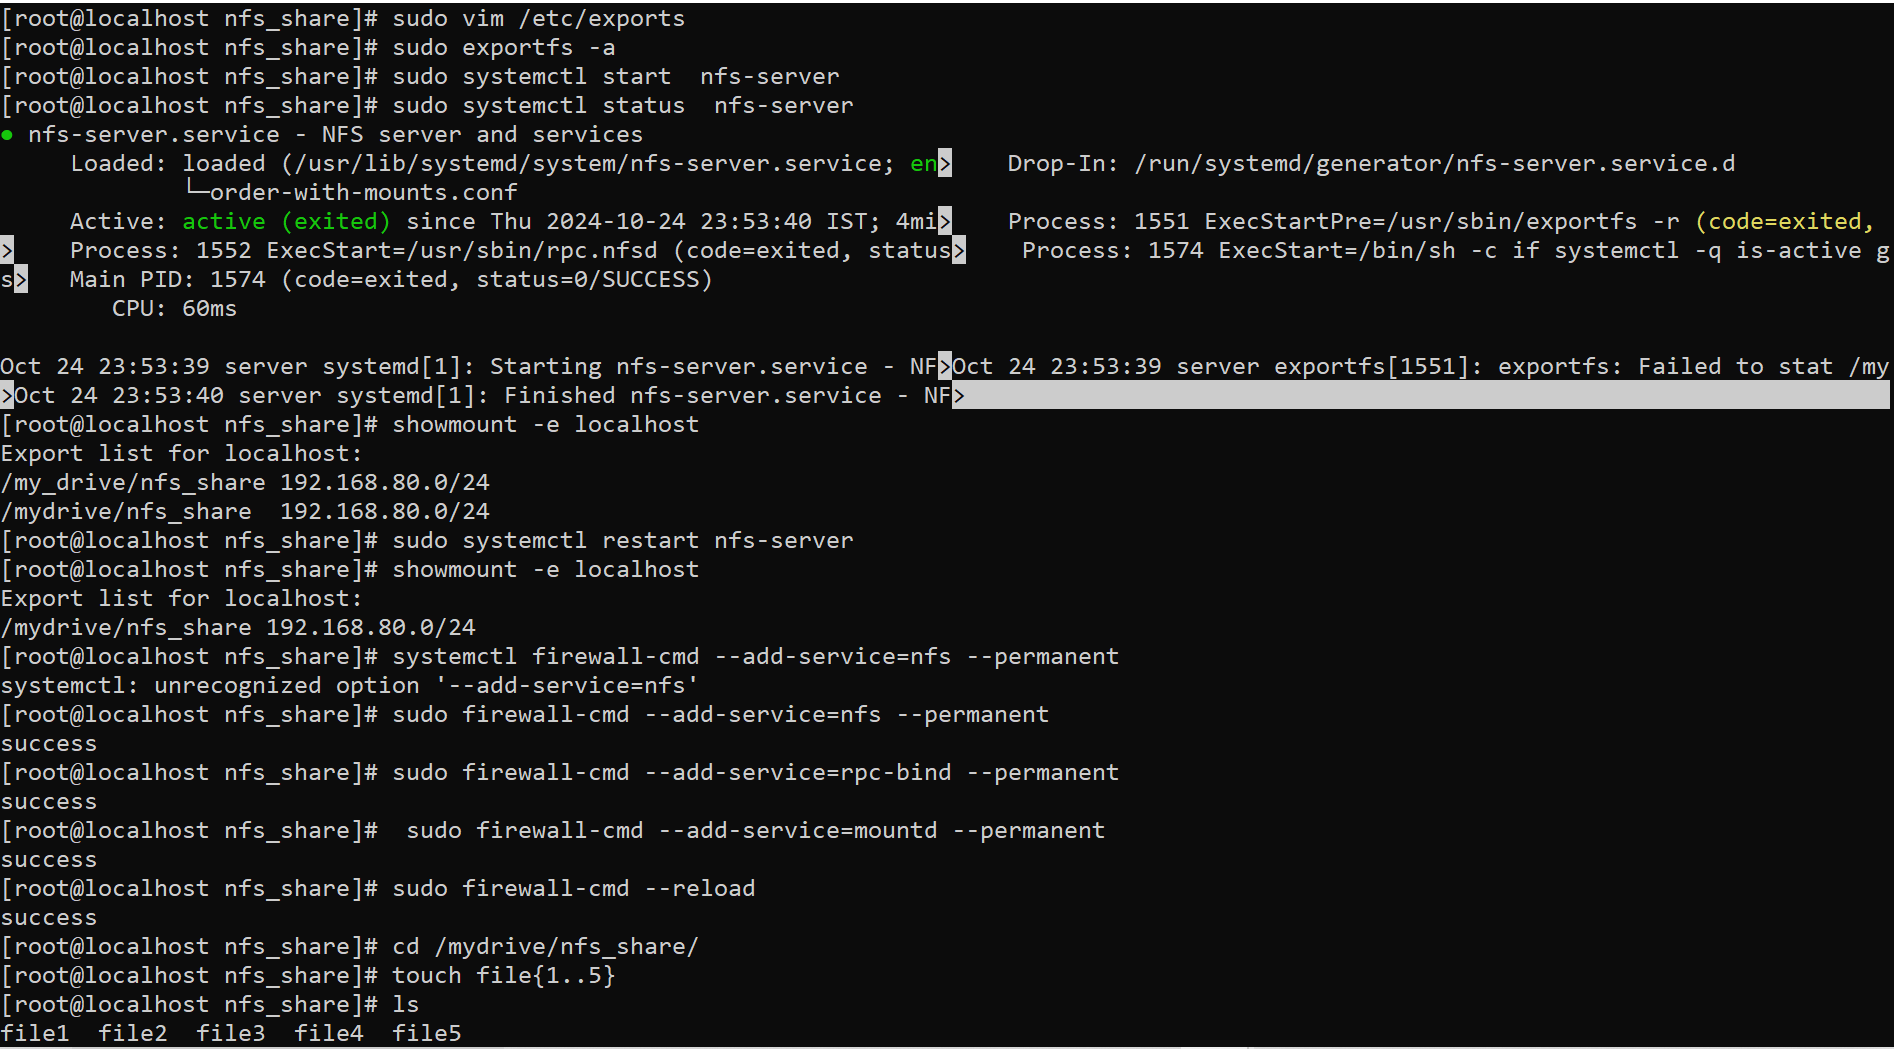 [root@localhost nfs_share]# sudo vim /etc/exports
[root@localhost nfs_share]# sudo exportfs -a
[root@localhost nfs_share]# sudo systemctl start  nfs-server
[root@localhost nfs_share]# sudo systemctl status  nfs-server
● nfs-server.service - NFS server and services
     Loaded: loaded (/usr/lib/systemd/system/nfs-server.service; en>    Drop-In: /run/systemd/generator/nfs-server.service.d
             └─order-with-mounts.conf
     Active: active (exited) since Thu 2024-10-24 23:53:40 IST; 4mi>    Process: 1551 ExecStartPre=/usr/sbin/exportfs -r (code=exited,
>    Process: 1552 ExecStart=/usr/sbin/rpc.nfsd (code=exited, status>    Process: 1574 ExecStart=/bin/sh -c if systemctl -q is-active g
s>   Main PID: 1574 (code=exited, status=0/SUCCESS)
        CPU: 60ms

Oct 24 23:53:39 server systemd[1]: Starting nfs-server.service - NF>Oct 24 23:53:39 server exportfs[1551]: exportfs: Failed to stat /my
>Oct 24 23:53:40 server systemd[1]: Finished nfs-server.service - NF>
[root@localhost nfs_share]# showmount -e localhost
Export list for localhost:
/my_drive/nfs_share 192.168.80.0/24
/mydrive/nfs_share  192.168.80.0/24
[root@localhost nfs_share]# sudo systemctl restart nfs-server
[root@localhost nfs_share]# showmount -e localhost
Export list for localhost:
/mydrive/nfs_share 192.168.80.0/24
[root@localhost nfs_share]# systemctl firewall-cmd --add-service=nfs --permanent
systemctl: unrecognized option '--add-service=nfs'
[root@localhost nfs_share]# sudo firewall-cmd --add-service=nfs --permanent
success
[root@localhost nfs_share]# sudo firewall-cmd --add-service=rpc-bind --permanent
success
[root@localhost nfs_share]#  sudo firewall-cmd --add-service=mountd --permanent
success
[root@localhost nfs_share]# sudo firewall-cmd --reload
success
[root@localhost nfs_share]# cd /mydrive/nfs_share/
[root@localhost nfs_share]# touch file{1..5}
[root@localhost nfs_share]# ls
file1  file2  file3  file4  file5